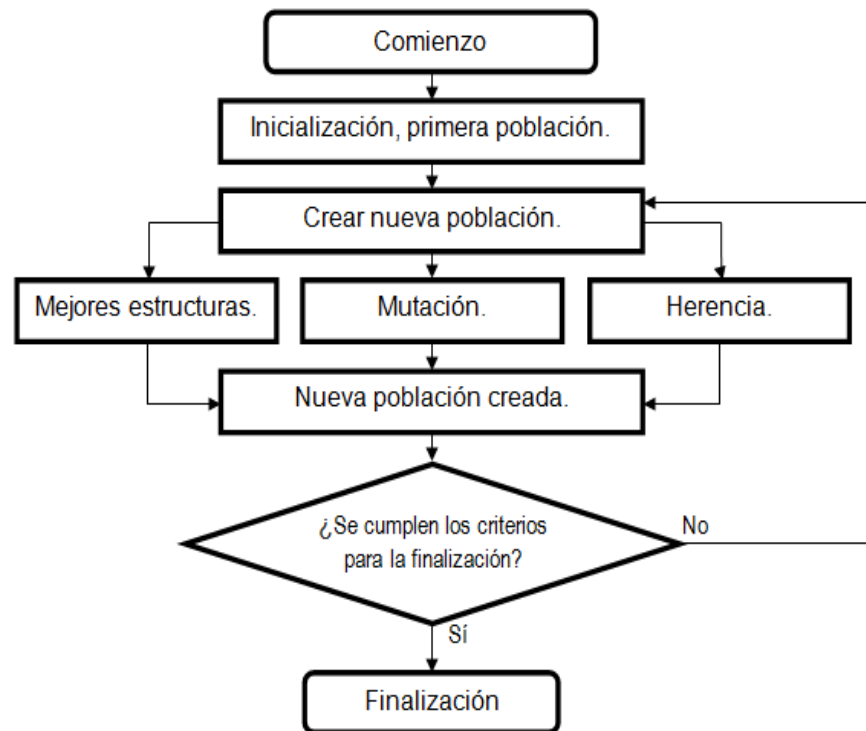 Comienzo
Inicialización, primera población.
Crear nueva población.
Mejores estructuras.
Mutación.
Herencia.
Nueva población creada.
¿Se cumplen los criterios
para la finalización?
No
Sí
Finalización